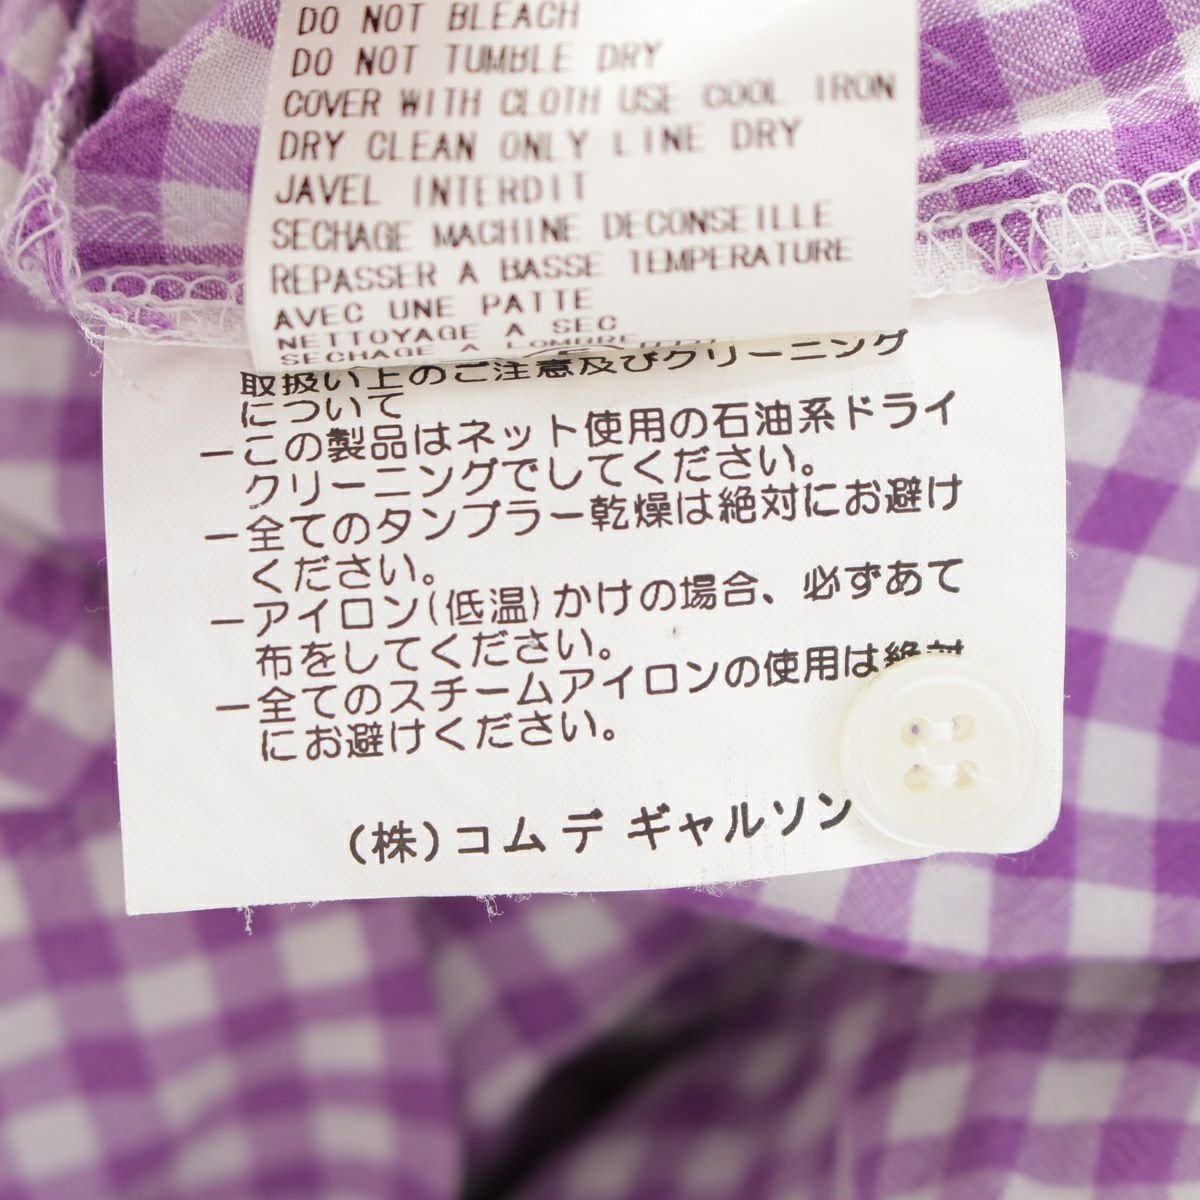 DO NOT BLEACH
DO NOT TUMBLE DRY
COVER WITH CLOTH USE COOL IRON
DRY CLEAN ONLY LINE DRY
JAVEL INTERDIT
SECHAGE MACHINE DECONSEILLE
REPASSER A BASSE TEMPERATURE
AVEC UNE PATTE
NETTOYAGE A SEC
SECHAGE A LOMBRE
取扱い上のご注意及びクリーニング
について
ーこの製品はネット使用の石油系ドライ
クリーニングでしてください。
ー全てのタンブラー乾燥は絶対にお避け
ください。
ーアイロン(低温)かけの場合、必ずあて
布をしてください。
ー全てのスチームアイロンの使用は絶対
にお避けください。
(株)コム デ ギャルソン